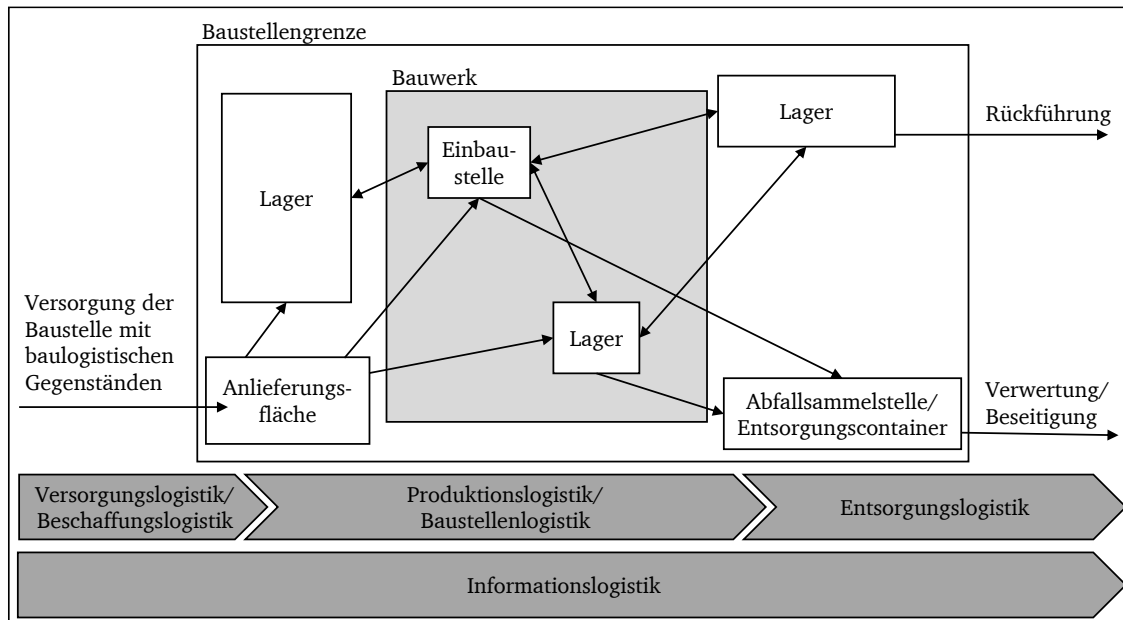 Baustellengrenze
Bauwerk
Lager
Rückführung
Einbau-
stelle
Lager
Versorgung der
Baustelle mit
baulogistischen
Gegenständen
Lager
Anlieferungs-
fläche
Abfallsammelstelle/
Entsorgungscontainer
Verwertung/
Beseitigung
Versorgungslogistik/
Beschaffungslogistik
Produktionslogistik/
Baustellenlogistik
Entsorgungslogistik
Informationslogistik